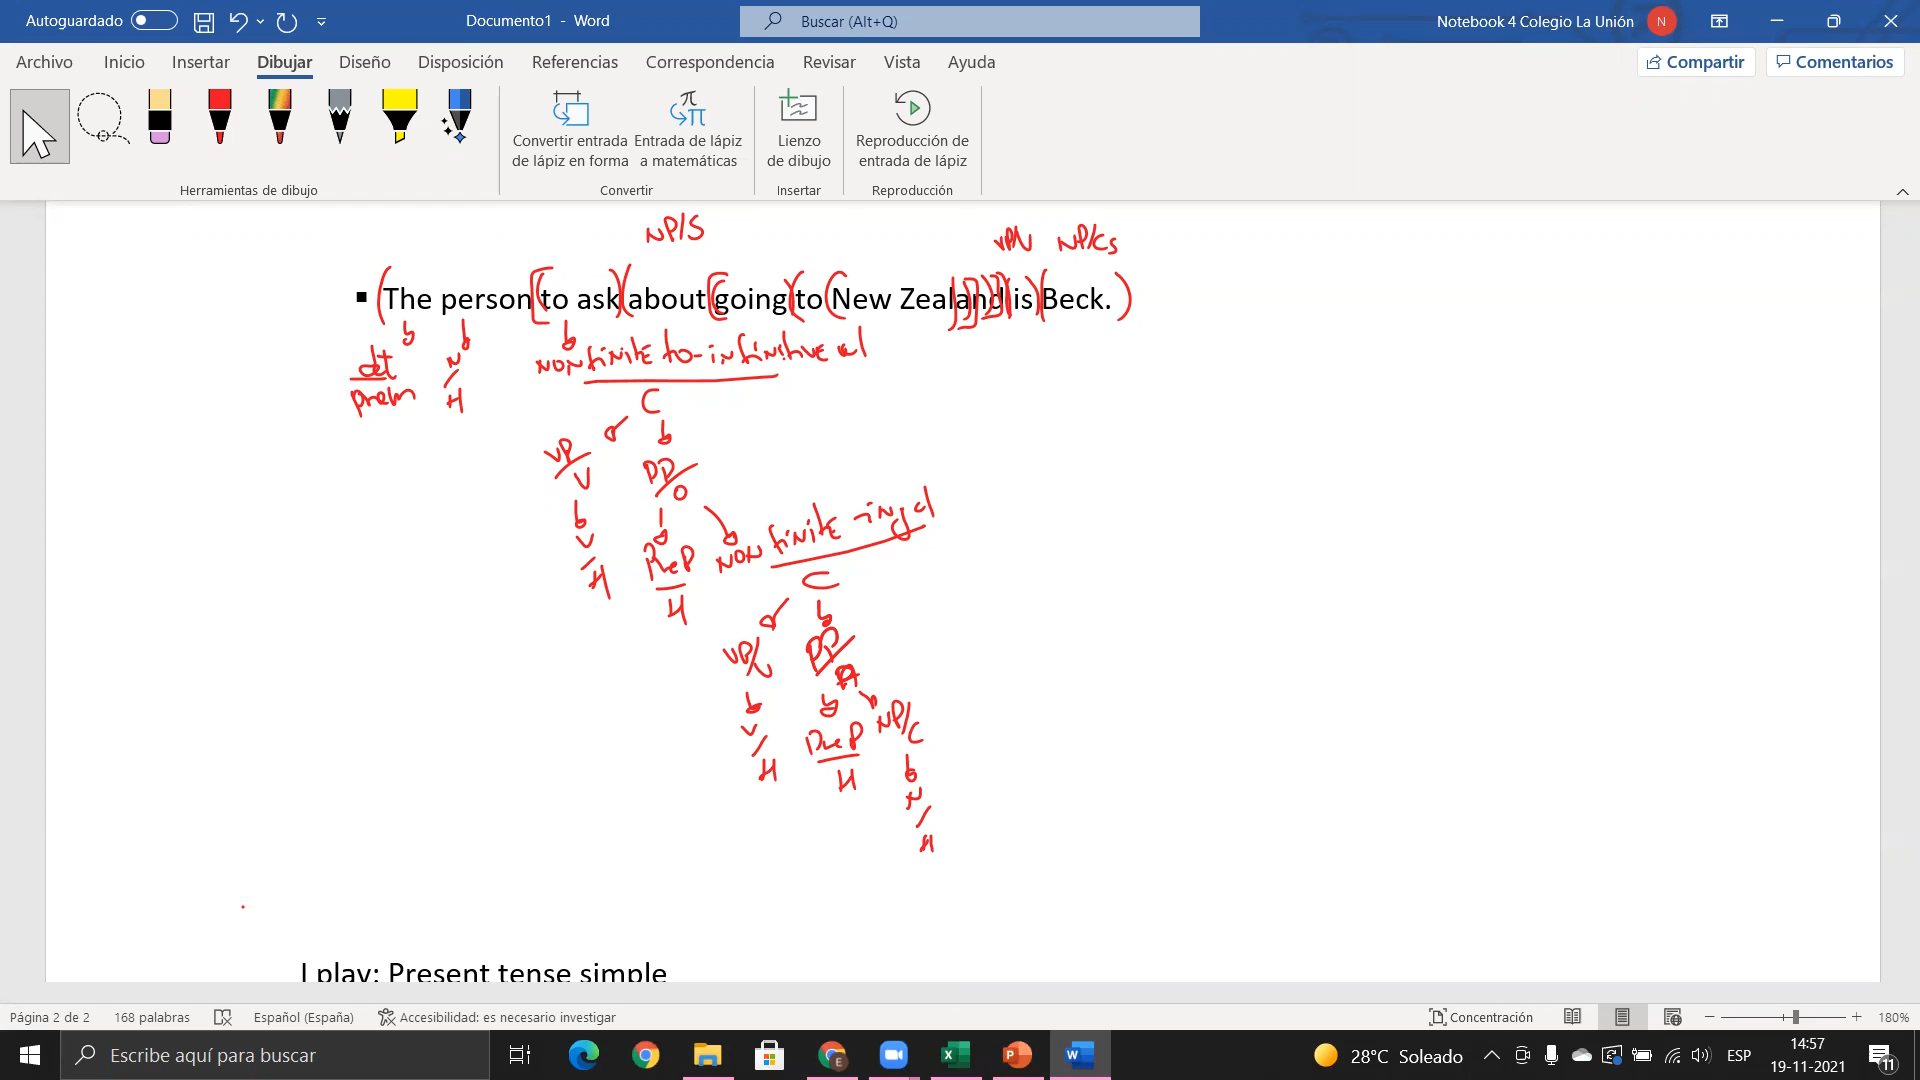 Autoguardado
Documento1 - Word
Buscar (Alt+Q)
Notebook 4 Colegio La Unión
N
Archivo Inicio Insertar Dibujar Diseño Disposición Referencias Correspondencia Revisar Vista Ayuda
Compartir Comentarios
Convertir entrada de lápiz en forma
Entrada de lápiz a matemáticas
Lienzo de dibujo
Reproducción de entrada de lápiz
Herramientas de dibujo Convertir Insertar Reproducción
NP/S
VP/V NP/Cs
▪ (The person [(to ask)(about [(going)(to (New Zealand)])])(is)(Beck.)
det
prem
N
/
H
non finite to-infinitive cl
C
VP/V
PP/O
V/H
PreP
H
non finite -ing cl
C
VP/V
PP/A
V/H
PreP
H
NP/C
N
/
H
I play: Present tense simple
Página 2 de 2 168 palabras Español (España) Accesibilidad: es necesario investigar
Concentración
180%
Escribe aquí para buscar
28°C Soleado
ESP
14:57
19-11-2021
11